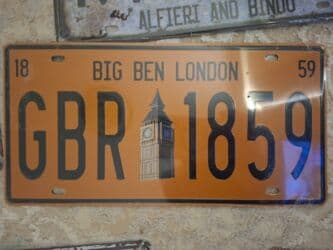 ALFIERI AND BINDO
18 BIG BEN LONDON 59
GBR 1859